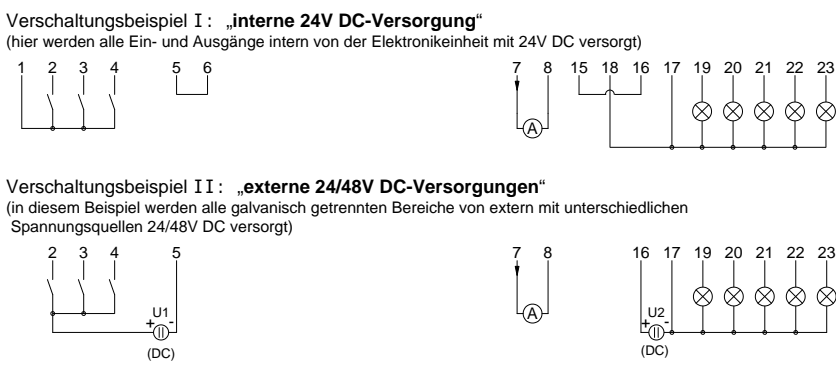 Verschaltungsbeispiel I: „interne 24V DC-Versorgung“
(hier werden alle Ein- und Ausgänge intern von der Elektronikeinheit mit 24V DC versorgt)
1 2 3 4 5 6 7 8 15 18 16 17 19 20 21 22 23
A
Verschaltungsbeispiel II: „externe 24/48V DC-Versorgungen“
(in diesem Beispiel werden alle galvanisch getrennten Bereiche von extern mit unterschiedlichen
Spannungsquellen 24/48V DC versorgt)
2 3 4 5 7 8 16 17 19 20 21 22 23
U1 A U2
+ - + -
(DC) (DC)